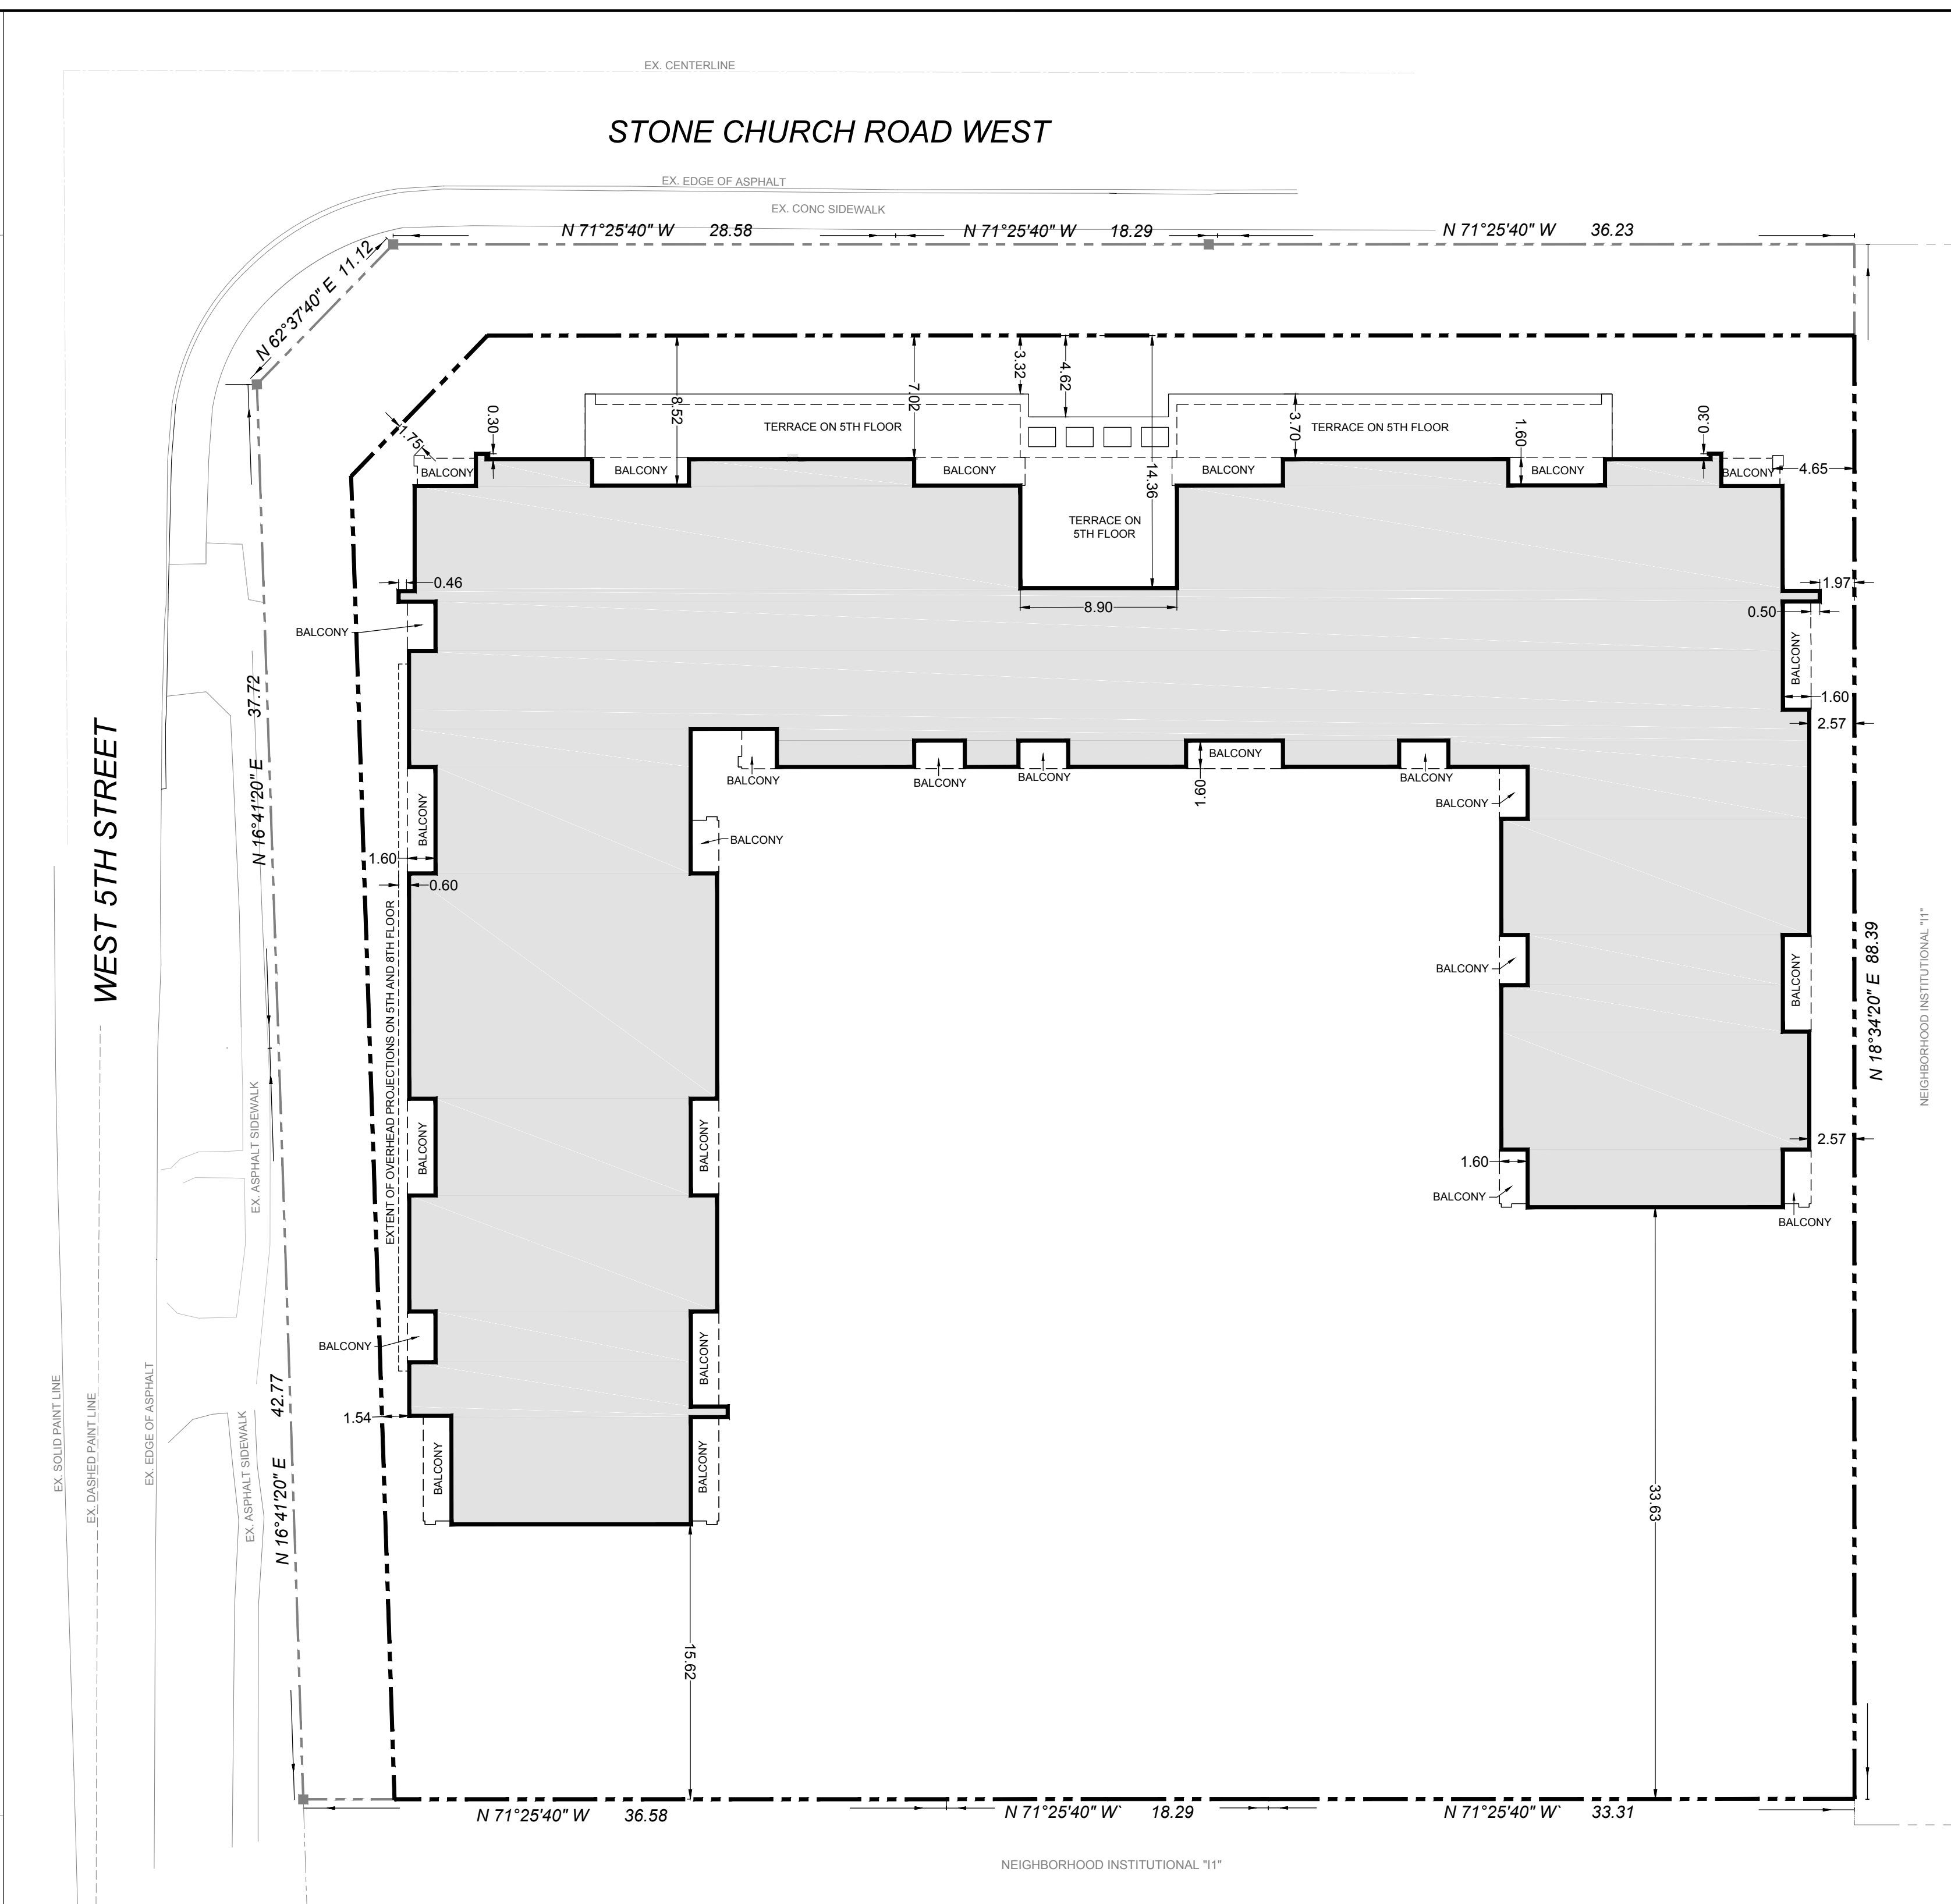 EX. CENTERLINE
STONE CHURCH ROAD WEST
EX. EDGE OF ASPHALT
EX. CONC SIDEWALK
N 71°25'40" W 28.58
N 71°25'40" W 18.29
N 71°25'40" W 36.23
N 62°37'40" E 11.12
3.32
4.62
7.02
8.52
14.36
0.30
1.75
TERRACE ON 5TH FLOOR
3.70
TERRACE ON 5TH FLOOR
1.60
0.30
4.65
BALCONY
BALCONY
BALCONY
BALCONY
BALCONY
BALCONY
TERRACE ON
5TH FLOOR
0.46
8.90
1.97
0.50
BALCONY
BALCONY
1.60
2.57
N 16°41'20" E 37.72
WEST 5TH STREET
BALCONY
BALCONY
BALCONY
BALCONY
1.60
BALCONY
BALCONY
BALCONY
BALCONY
1.60
0.60
EXTENT OF OVERHEAD PROJECTIONS ON 5TH AND 8TH FLOOR
BALCONY
BALCONY
N 18°34'20" E 88.39
NEIGHBORHOOD INSTITUTIONAL "I1"
EX. ASPHALT SIDEWALK
BALCONY
BALCONY
2.57
1.60
BALCONY
BALCONY
BALCONY
BALCONY
1.54
BALCONY
BALCONY
N 16°41'20" E 42.77
EX. SOLID PAINT LINE
EX. DASHED PAINT LINE
EX. EDGE OF ASPHALT
EX. ASPHALT SIDEWALK
33.63
15.62
N 71°25'40" W 36.58
N 71°25'40" W` 18.29
N 71°25'40" W` 33.31
NEIGHBORHOOD INSTITUTIONAL "I1"